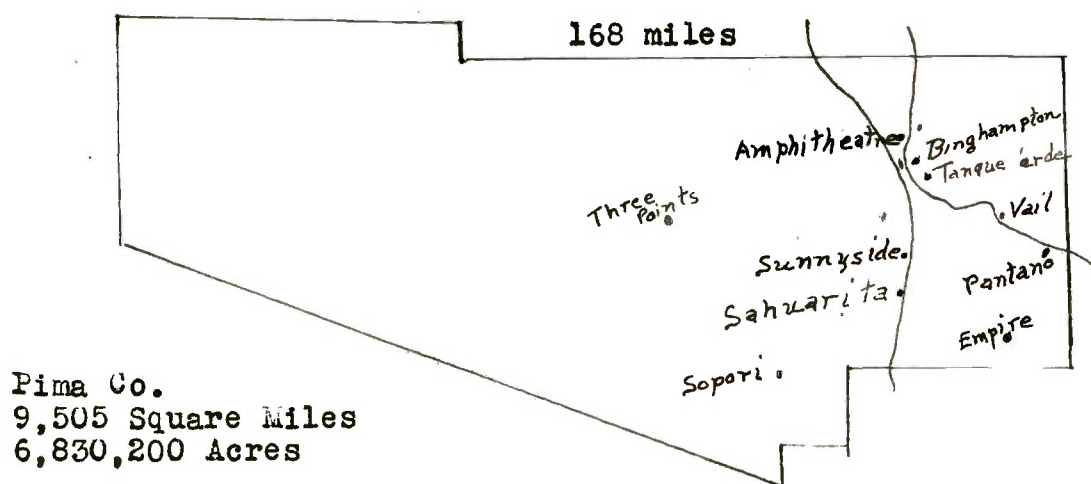 168 miles
Amphitheatre
Binghampton
Tanque erde
Three
Points
Vail
Sunnyside
Pantano
Sahuarita
Empire
Sopori
Pima Co.
9,505 Square Miles
6,830,200 Acres